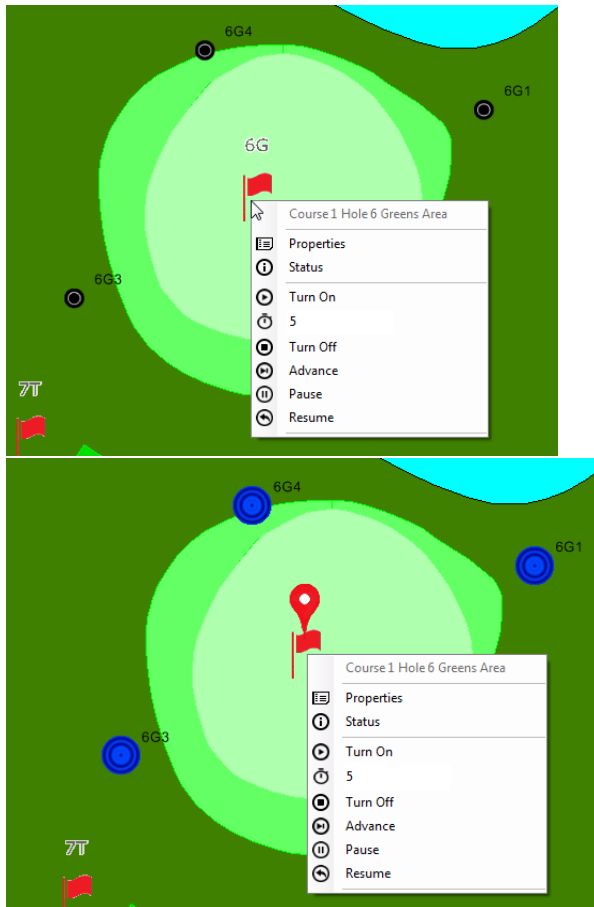 6G4
6G1
6G
Course 1 Hole 6 Greens Area
Properties
Status
6G3
Turn On
5
Turn Off
Advance
7T
Pause
Resume
6G4
6G1
Course 1 Hole 6 Greens Area
Properties
Status
6G3
Turn On
5
Turn Off
Advance
7T
Pause
Resume